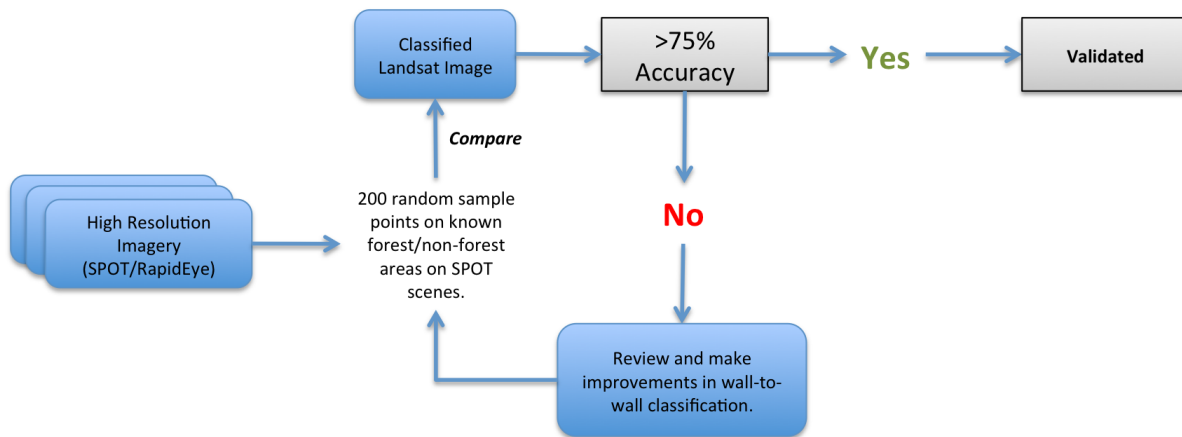 Classified
Landsat Image
>75%
Accuracy
Yes
Validated
Compare
High Resolution
Imagery
(SPOT/RapidEye)
200 random sample
points on known
forest/non-forest
areas on SPOT
scenes.
No
Review and make
improvements in wall-to-
wall classification.